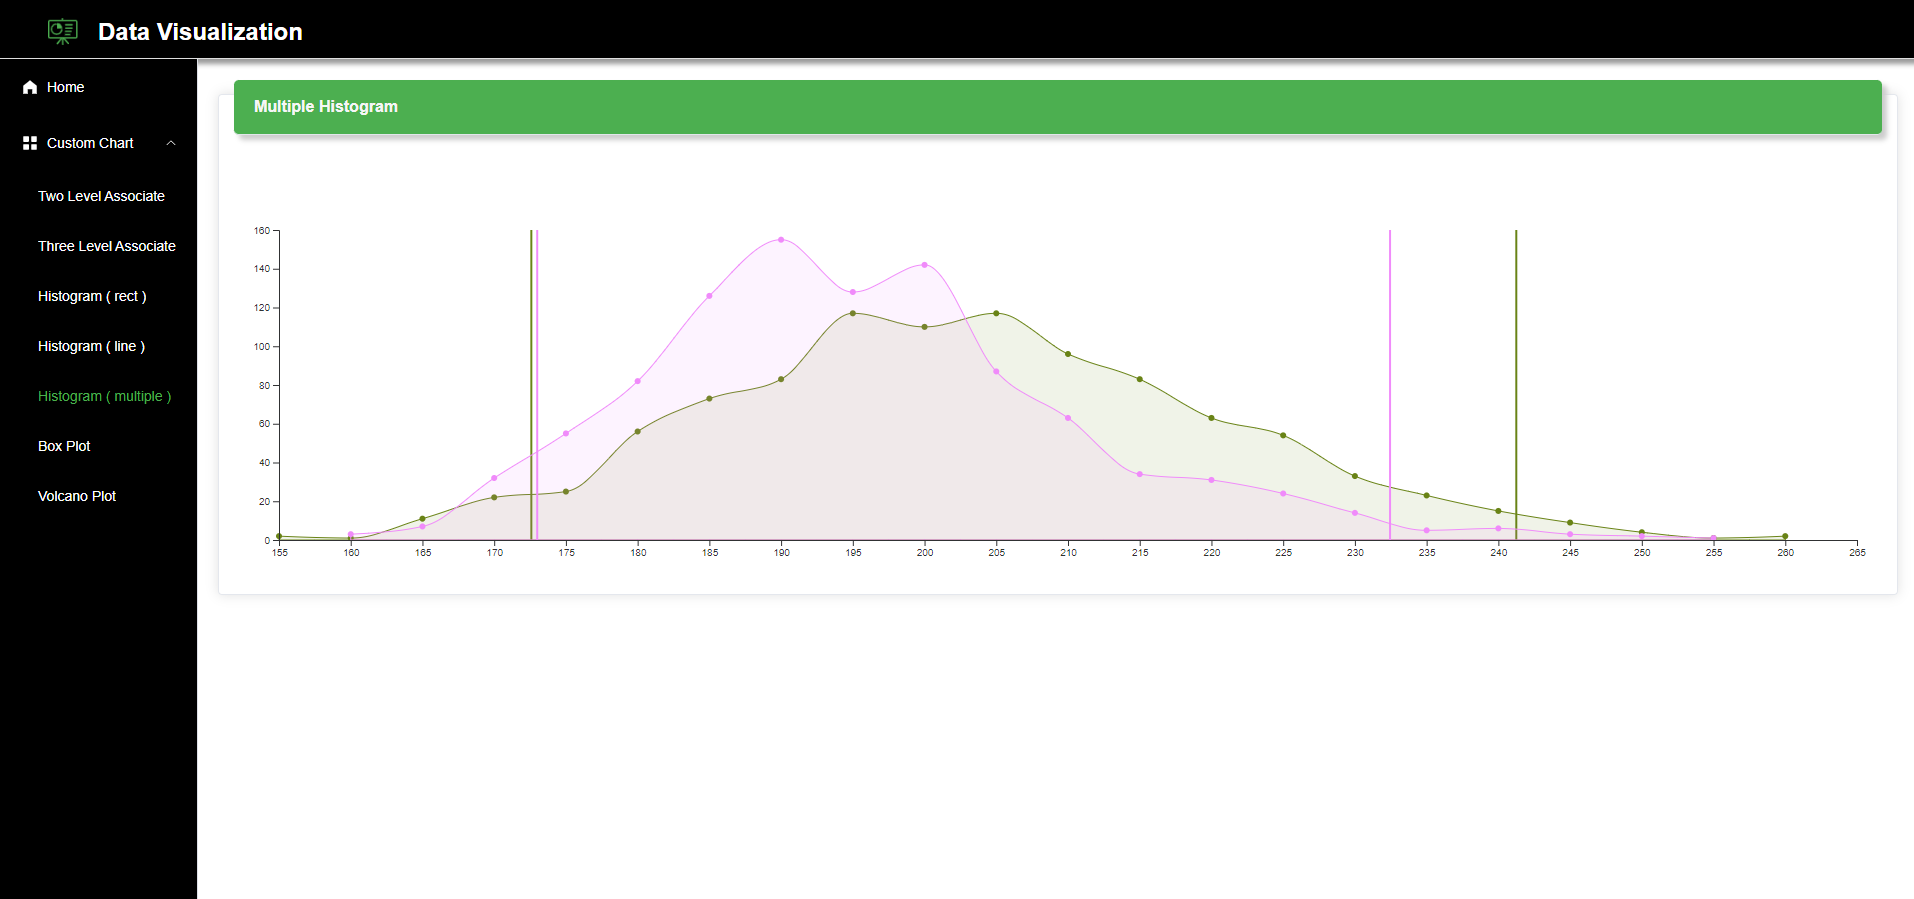 Data Visualization
Home
Custom Chart
Two Level Associate
Three Level Associate
Histogram ( rect )
Histogram ( line )
Histogram ( multiple )
Box Plot
Volcano Plot
Multiple Histogram
160
140
120
100
80
60
40
20
0
155 160 165 170 175 180 185 190 195 200 205 210 215 220 225 230 235 240 245 250 255 260 265